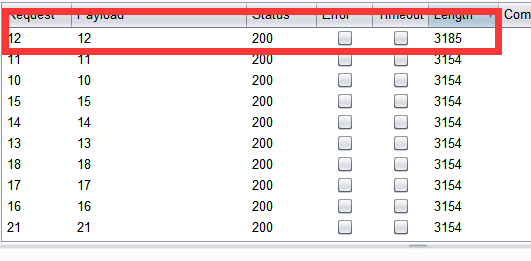 Request Payload Status Error Timeout Length Com
12 12 200 3185
11 11 200 3154
10 10 200 3154
15 15 200 3154
14 14 200 3154
13 13 200 3154
18 18 200 3154
17 17 200 3154
16 16 200 3154
21 21 200 3154